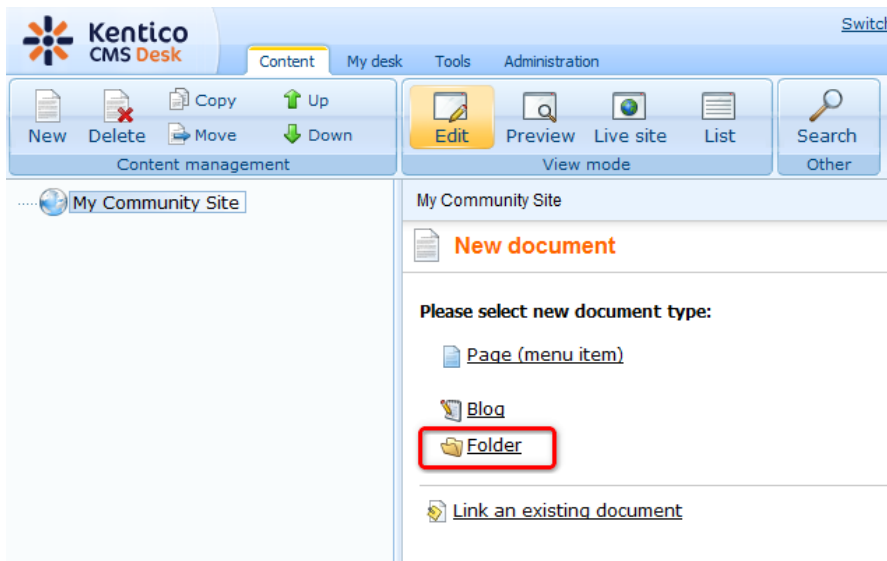 Kentico
CMS Desk
Switch
Content My desk Tools Administration
New Delete Copy Move Up Down
Content management
Edit Preview Live site List
View mode
Search
Other
My Community Site
My Community Site
New document
Please select new document type:
Page (menu item)
Blog
Folder
Link an existing document